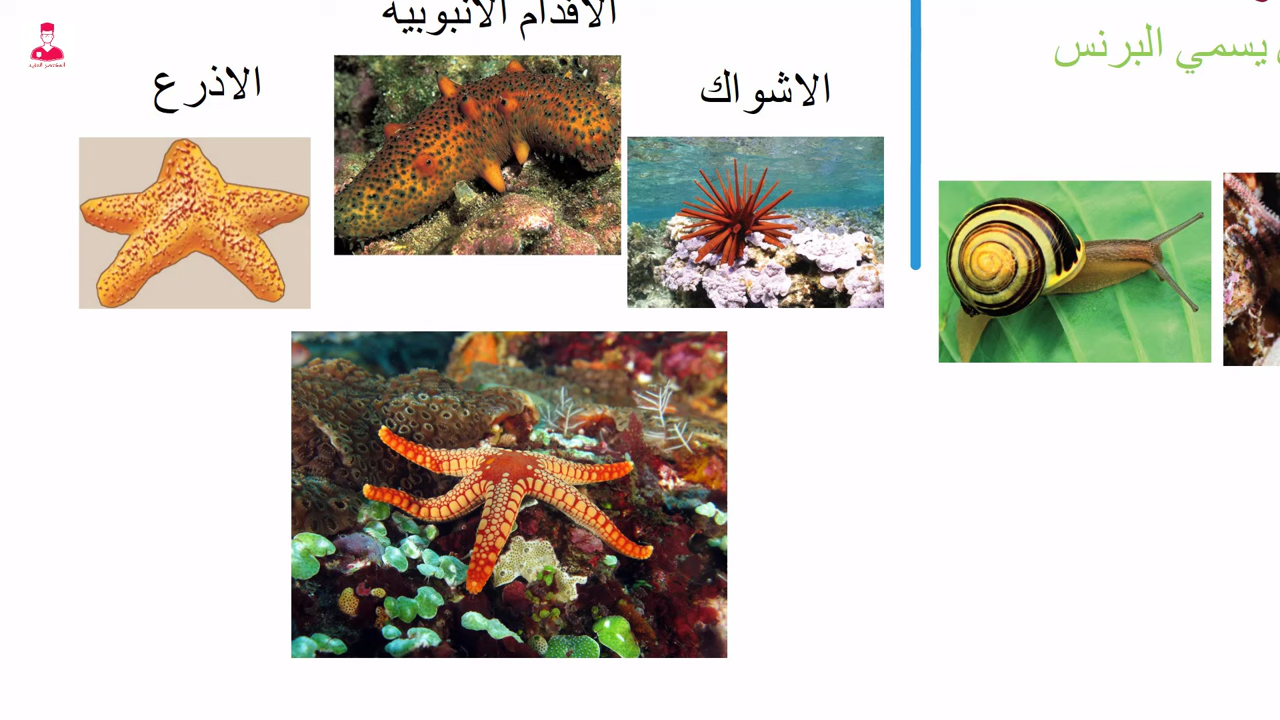 الاقدام الانبوبيه
الاذرع
الاشواك
يسمي البرنس